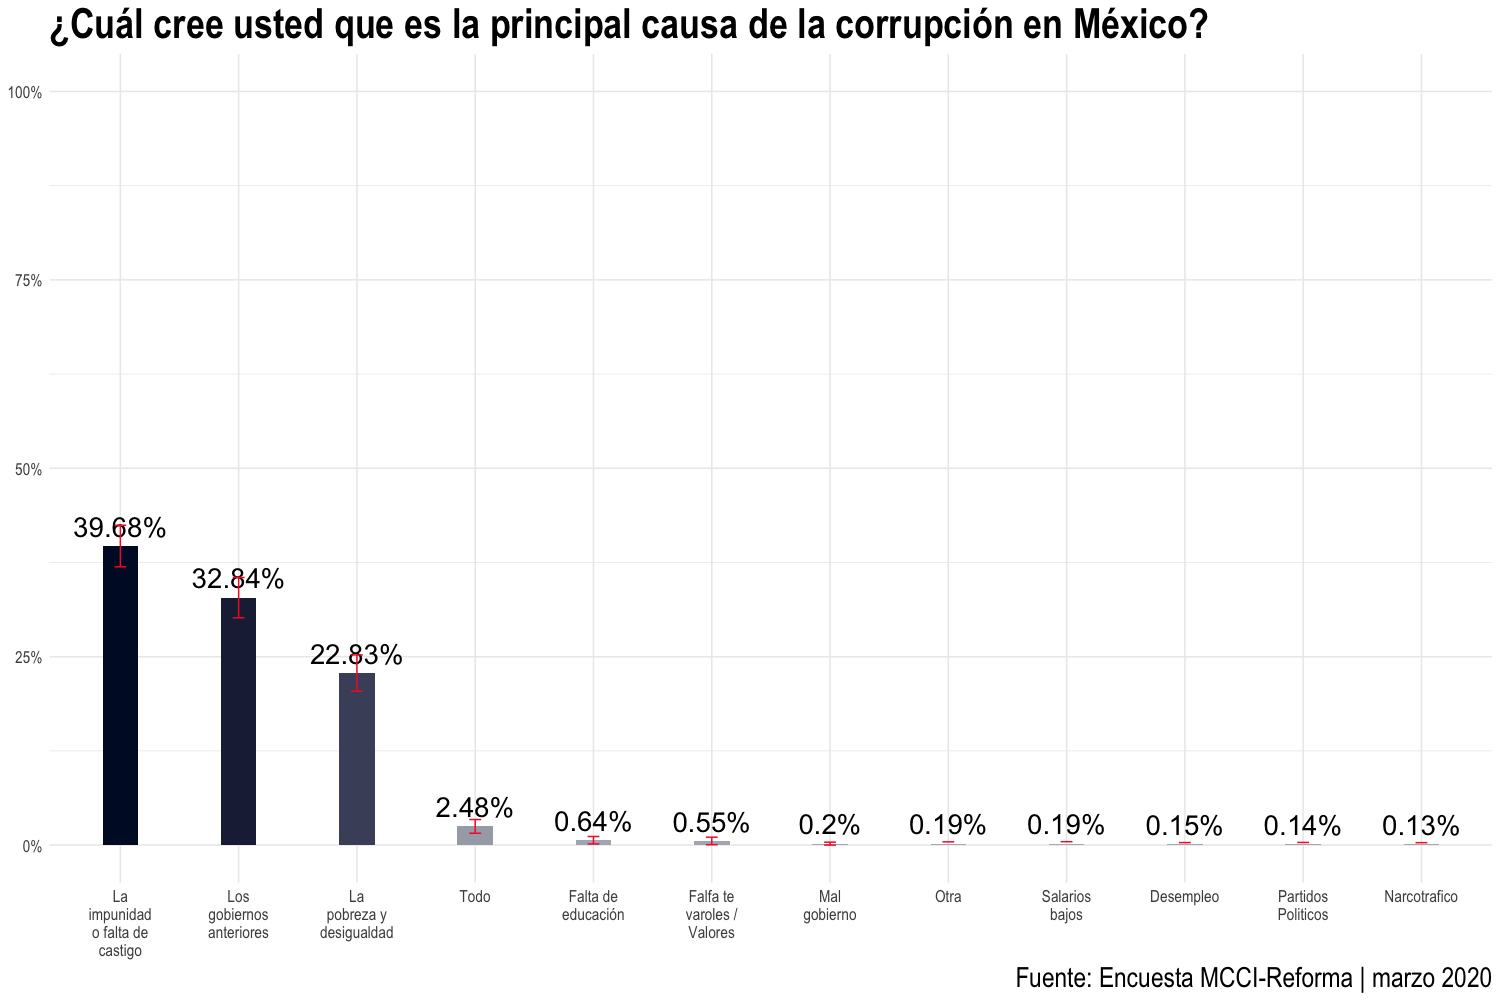 ¿Cuál cree usted que es la principal causa de la corrupción en México?
100%
75%
50%
25%
0%
39.68%
32.84%
22.83%
2.48%
0.64%
0.55%
0.2%
0.19%
0.19%
0.15%
0.14%
0.13%
La
impunidad
o falta de
castigo
Los
gobiernos
anteriores
La
pobreza y
desigualdad
Todo
Falta de
educación
Falfa te
varoles /
Valores
Mal
gobierno
Otra
Salarios
bajos
Desempleo
Partidos
Politicos
Narcotrafico
Fuente: Encuesta MCCI-Reforma | marzo 2020